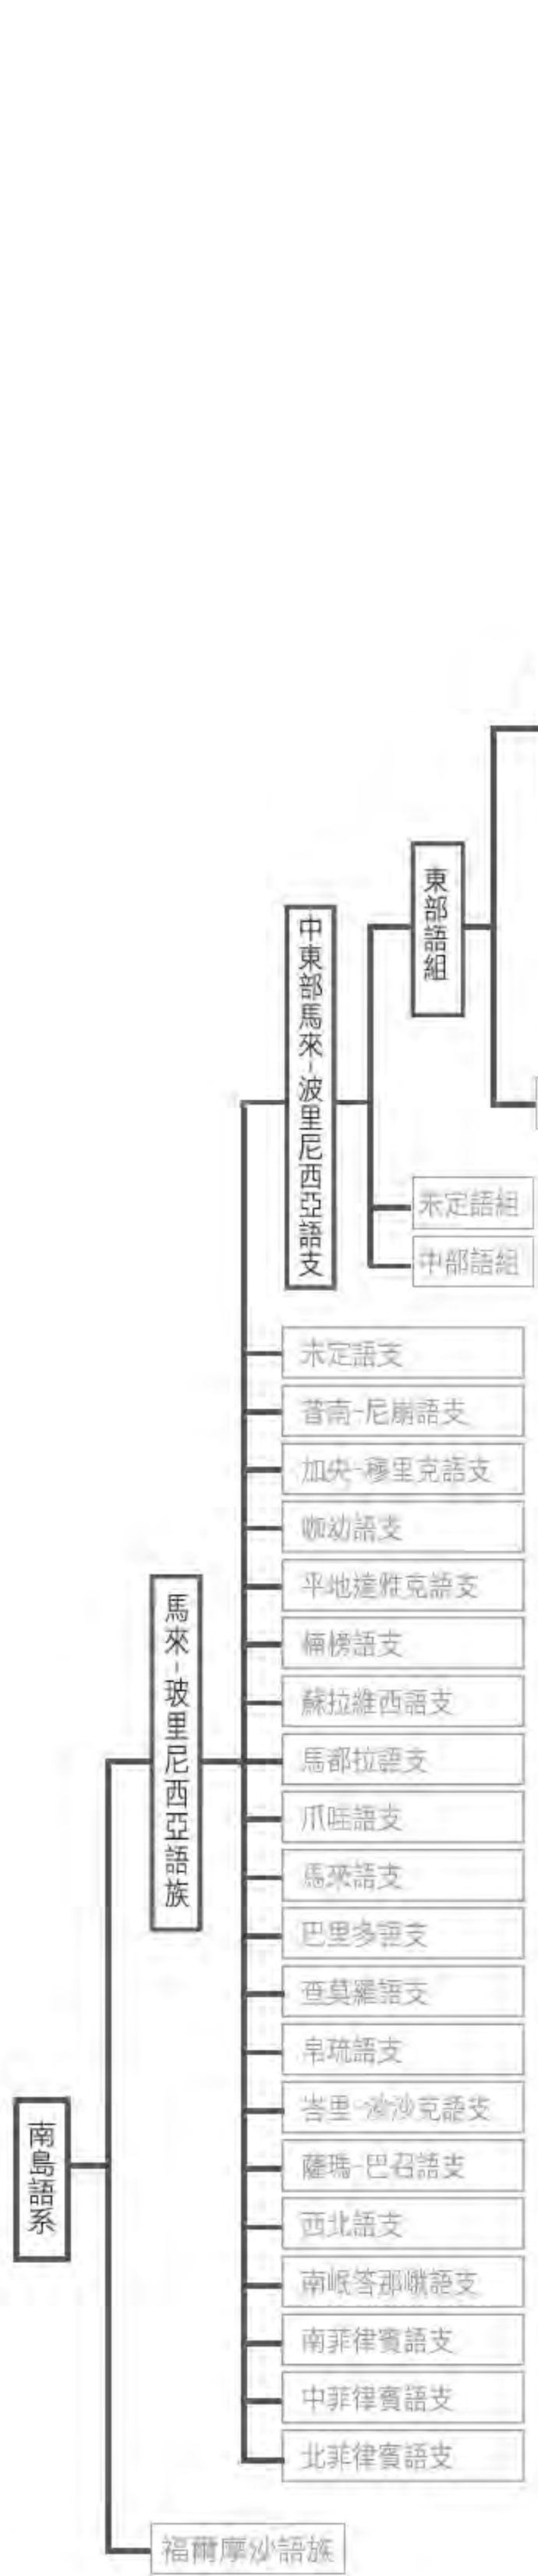 東部語組
中東部馬來-波里尼西亞語支
未定語組
中部語組
未定語支
普南-尼崩語支
加央-穆里克語支
咖幼語支
平地達雅克語支
楠榜語支
蘇拉維西語支
馬都拉語支
爪哇語支
馬來語支
巴里多語支
查莫羅語支
帛琉語支
峇里-沙沙克語支
薩瑪-巴召語支
西北語支
南岷答那峨語支
南菲律賓語支
中菲律賓語支
北菲律賓語支
馬來-玻里尼西亞語族
南島語系
福爾摩沙語族